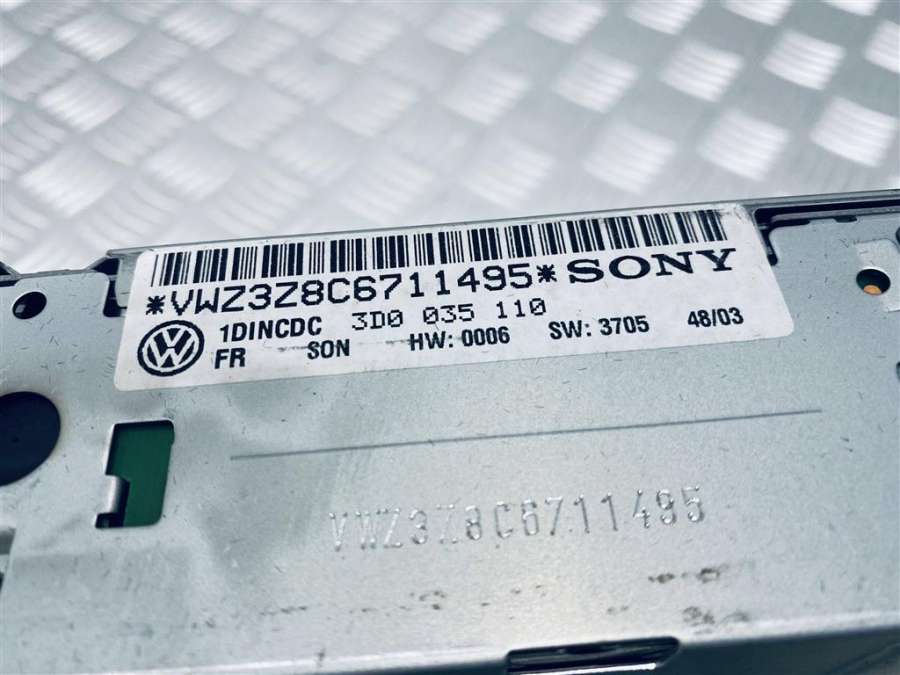 *VWZ3Z8C6711495* SONY
1DINCDC 3D0 035 110
FR SON HW: 0006 SW: 3705 48/03
VWZ3Z8C6711495